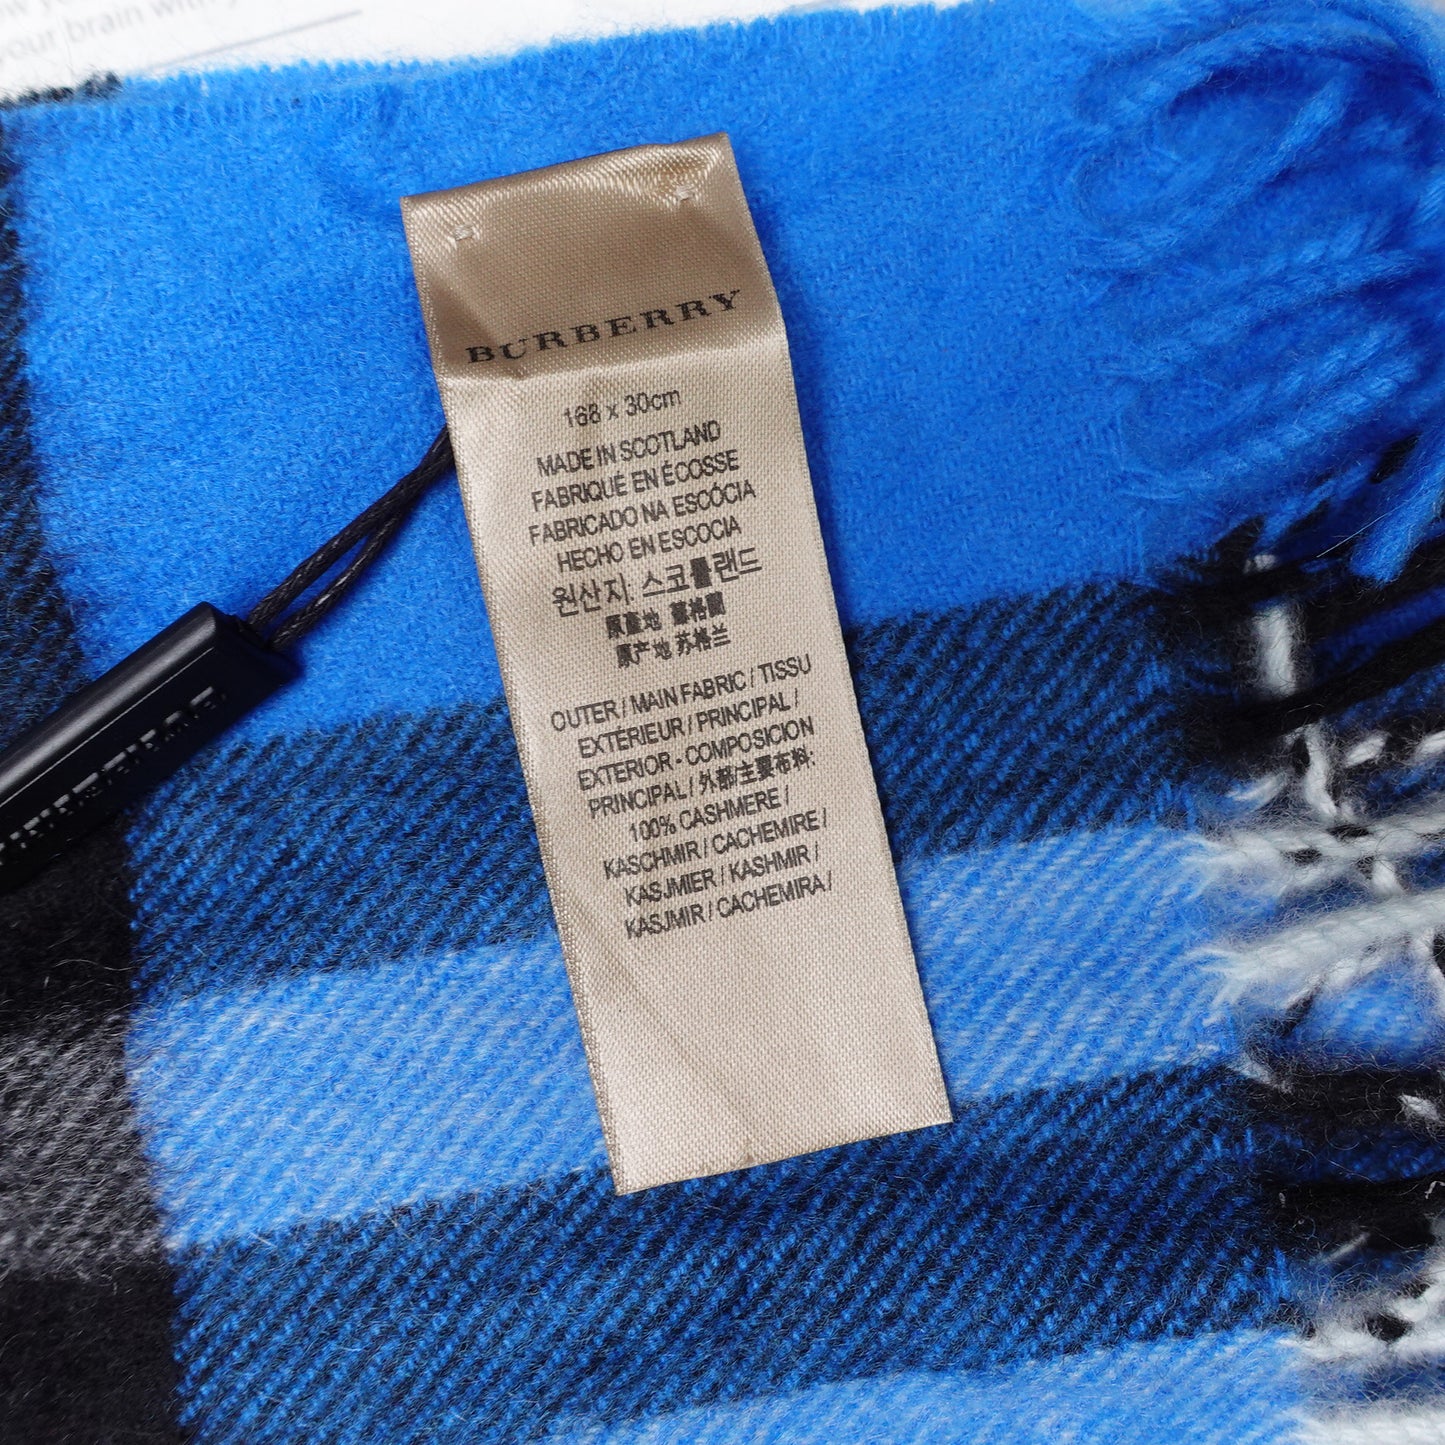 your brain with y
BURBERRY
168 x 30cm
MADE IN SCOTLAND
FABRIQUÉ EN ÉCOSSE
FABRICADO NA ESCÓCIA
HECHO EN ESCOCIA
원산지: 스코틀랜드
原產地 蘇格蘭
原产地 苏格兰
OUTER / MAIN FABRIC / TISSU
EXTÉRIEUR / PRINCIPAL /
EXTERIOR - COMPOSICION
PRINCIPAL / 外部/主要布料:
100% CASHMERE /
KASCHMIR / CACHEMIRE /
KASJMIER / KASHMIR /
KASJMIR / CACHEMIRA /